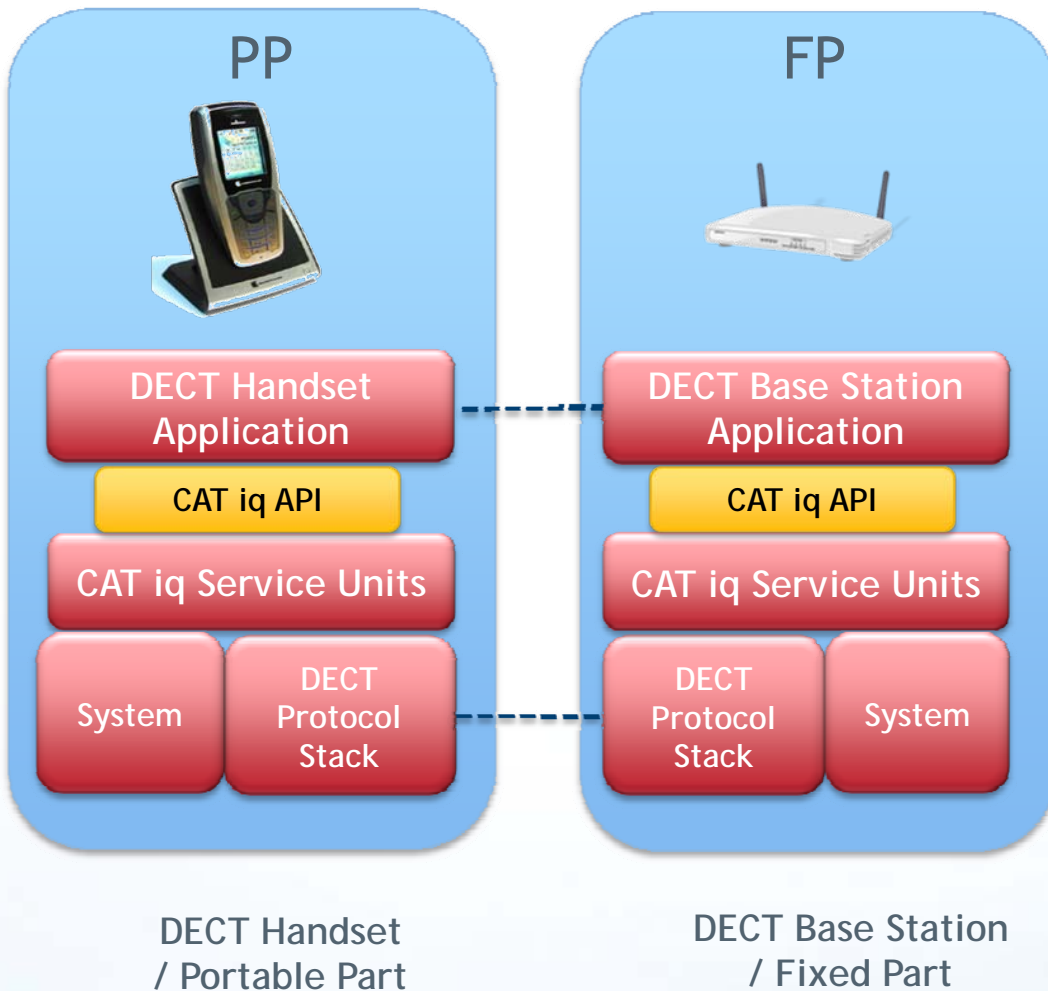 PP
DECT Handset
Application
CAT iq API
CAT iq Service Units
System
DECT
Protocol
Stack
DECT Handset
/ Portable Part
FP
DECT Base Station
Application
CAT iq API
CAT iq Service Units
DECT
Protocol
Stack
System
DECT Base Station
/ Fixed Part